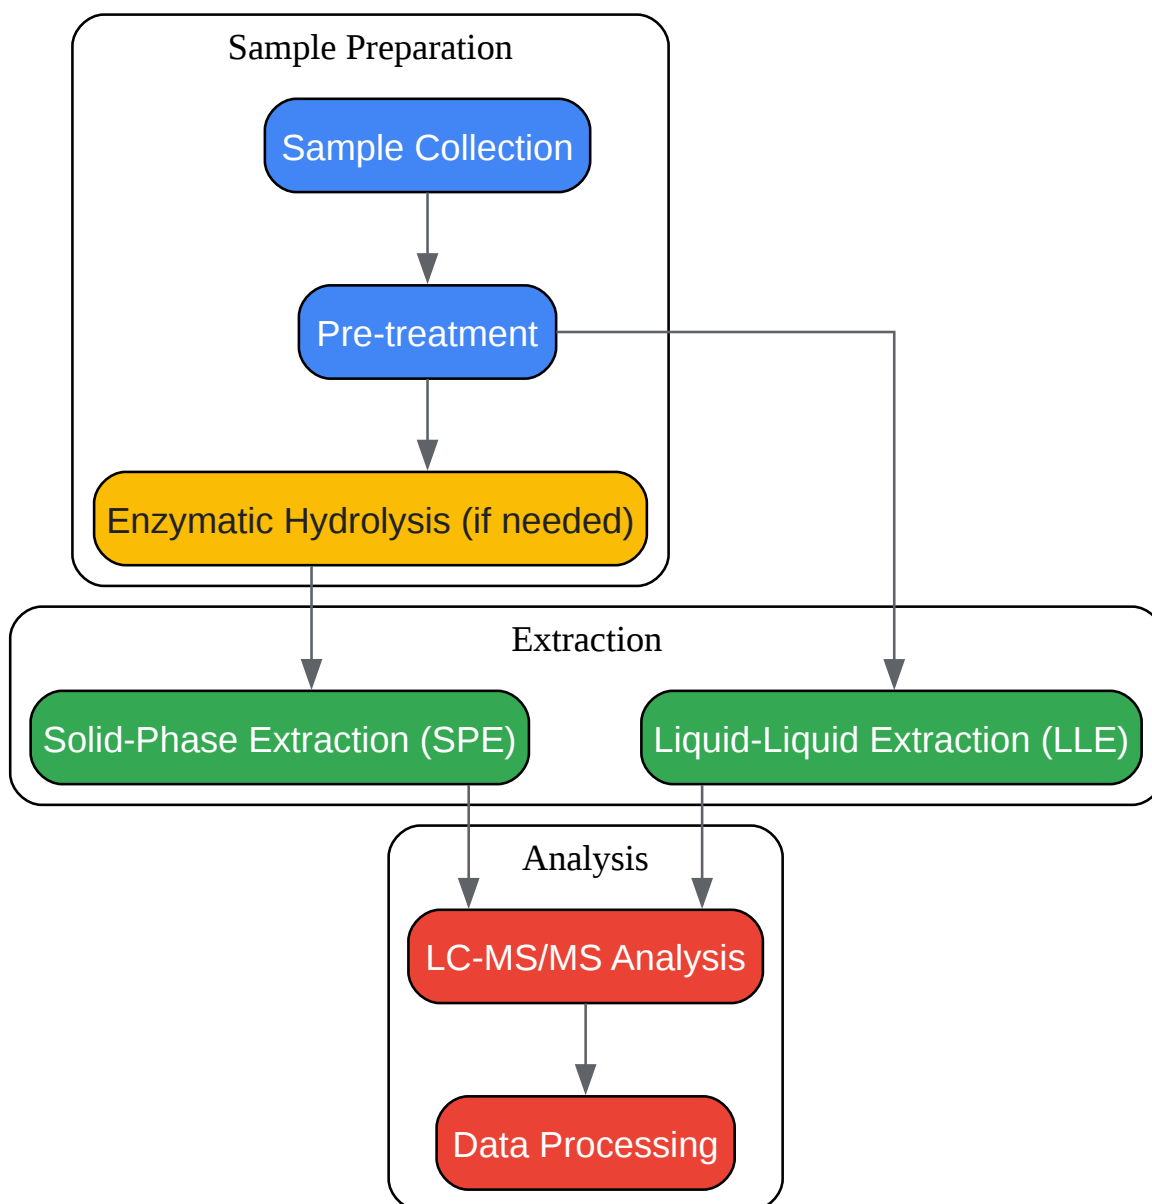 Sample Preparation
Sample Collection
Pre-treatment
Enzymatic Hydrolysis (if needed)
Extraction
Solid-Phase Extraction (SPE)
Liquid-Liquid Extraction (LLE)
Analysis
LC-MS/MS Analysis
Data Processing